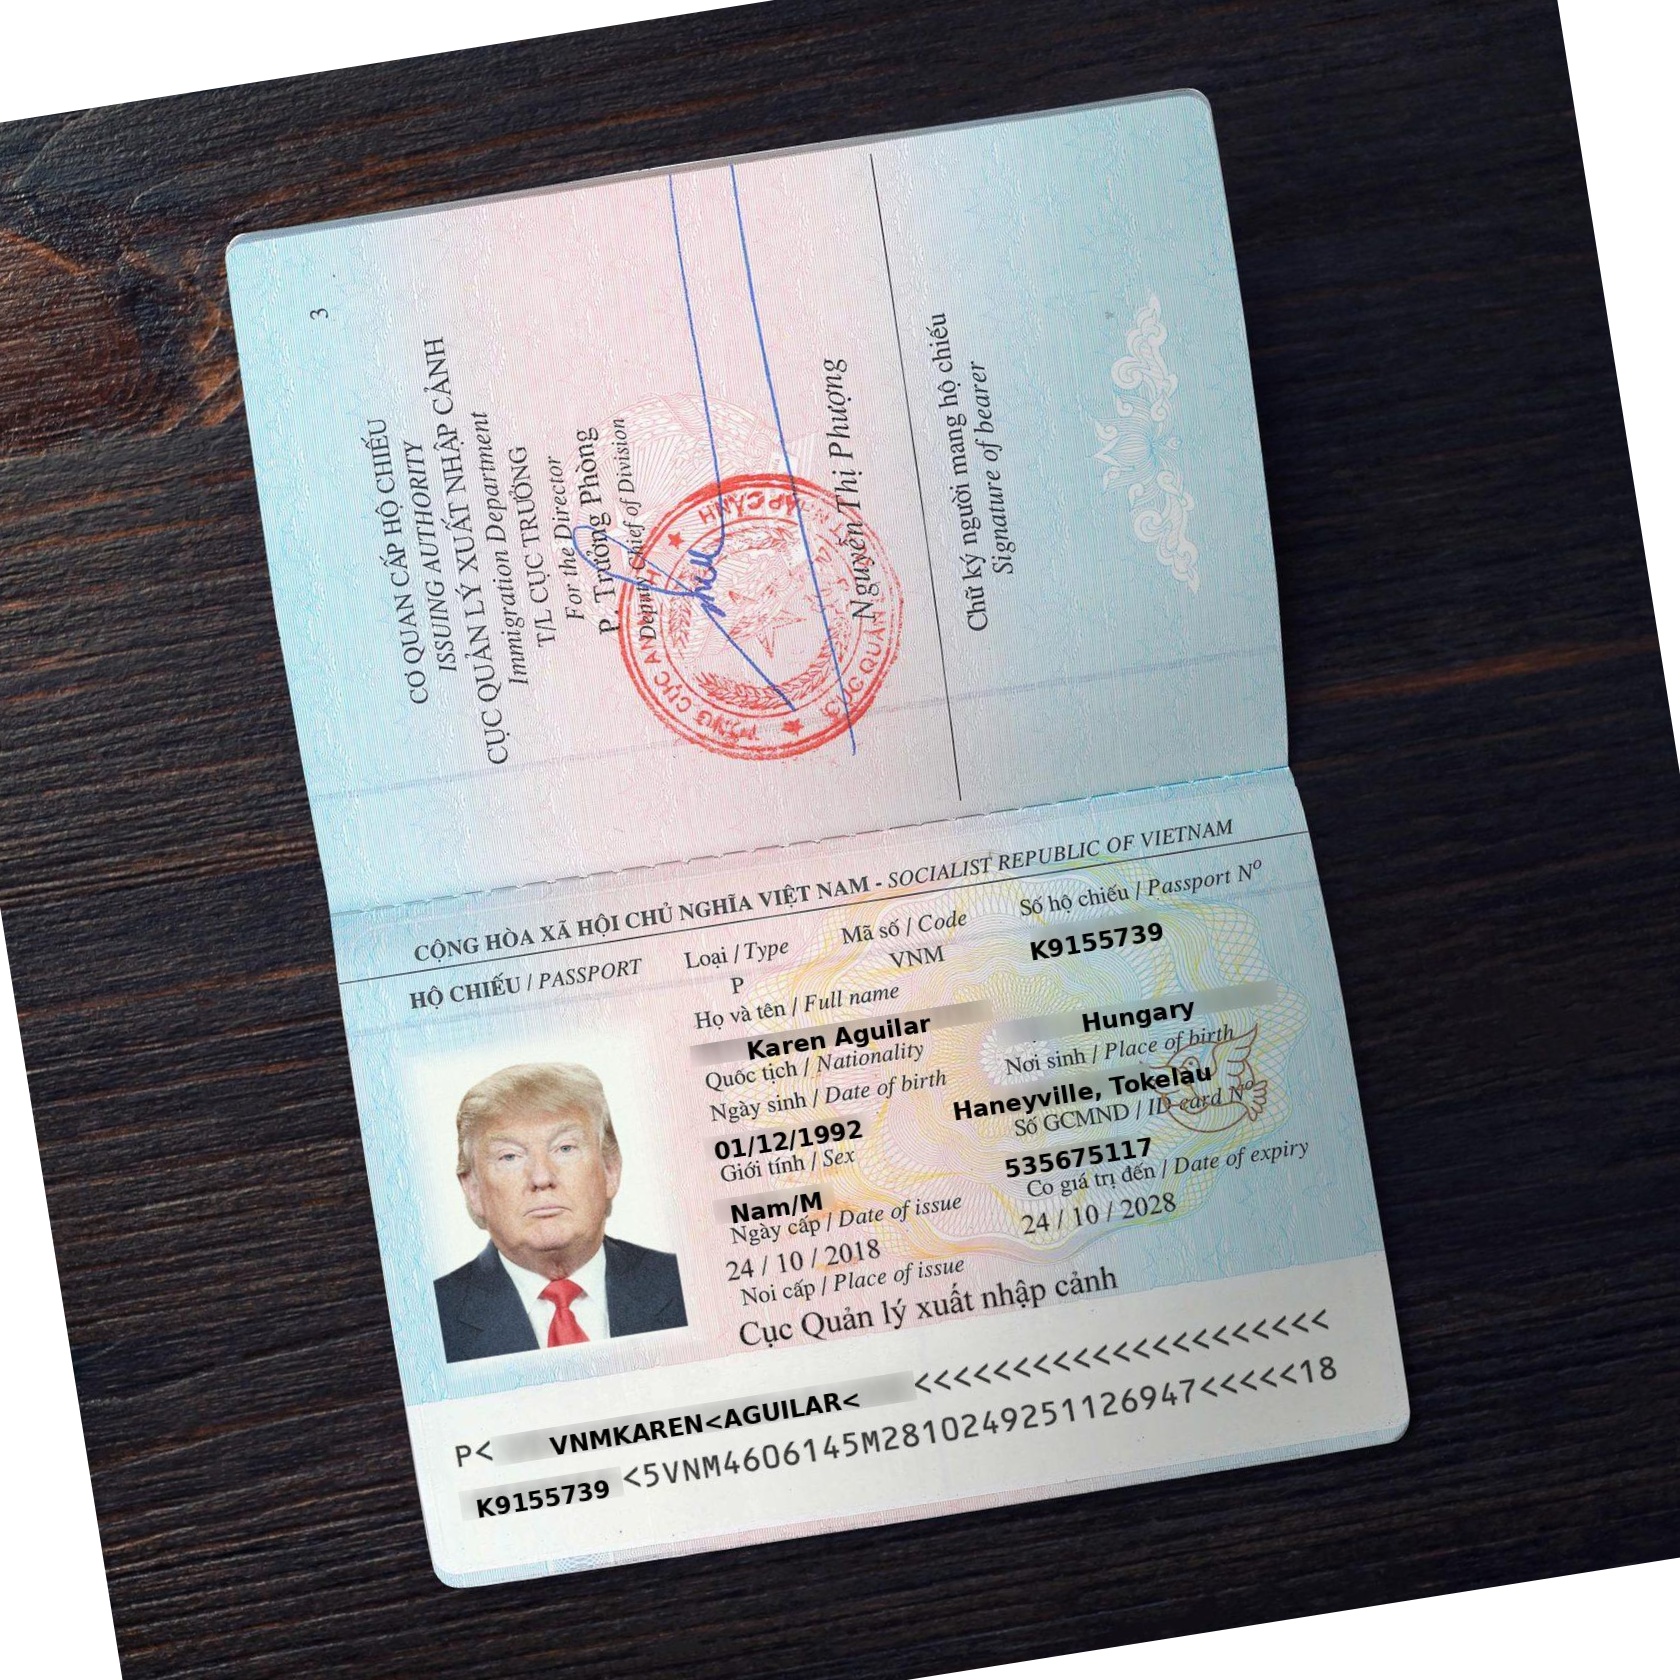 3
CƠ QUAN CẤP HỘ CHIẾU
ISSUING AUTHORITY
CỤC QUẢN LÝ XUẤT NHẬP CẢNH
Immigration Department
T/L CỤC TRƯỞNG
For the Director
P. Trưởng Phòng
Deputy Chief of Division
Nguyễn Thị Phượng
Chữ ký người mang hộ chiếu
Signature of bearer
CỘNG HÒA XÃ HỘI CHỦ NGHĨA VIỆT NAM - SOCIALIST REPUBLIC OF VIETNAM
HỘ CHIẾU / PASSPORT
Loại / Type
Mã số / Code
Số hộ chiếu / Passport Nº
P
VNM
K9155739
Họ và tên / Full name
Karen Aguilar
Quốc tịch / Nationality
Hungary
Ngày sinh / Date of birth
Nơi sinh / Place of birth
01/12/1992
Haneyville, Tokelau
Giới tính / Sex
Số GCMND / ID card Nº
Nam/M
535675117
Ngày cấp / Date of issue
Co giá trị đến / Date of expiry
24 / 10 / 2018
24 / 10 / 2028
Noi cấp / Place of issue
Cục Quản lý xuất nhập cảnh
P< VNMKAREN<AGUILAR< <<<<<<<<<<<<<<<<<<<<<
K9155739 <5VNM4606145M2810249251126947<<<<<18